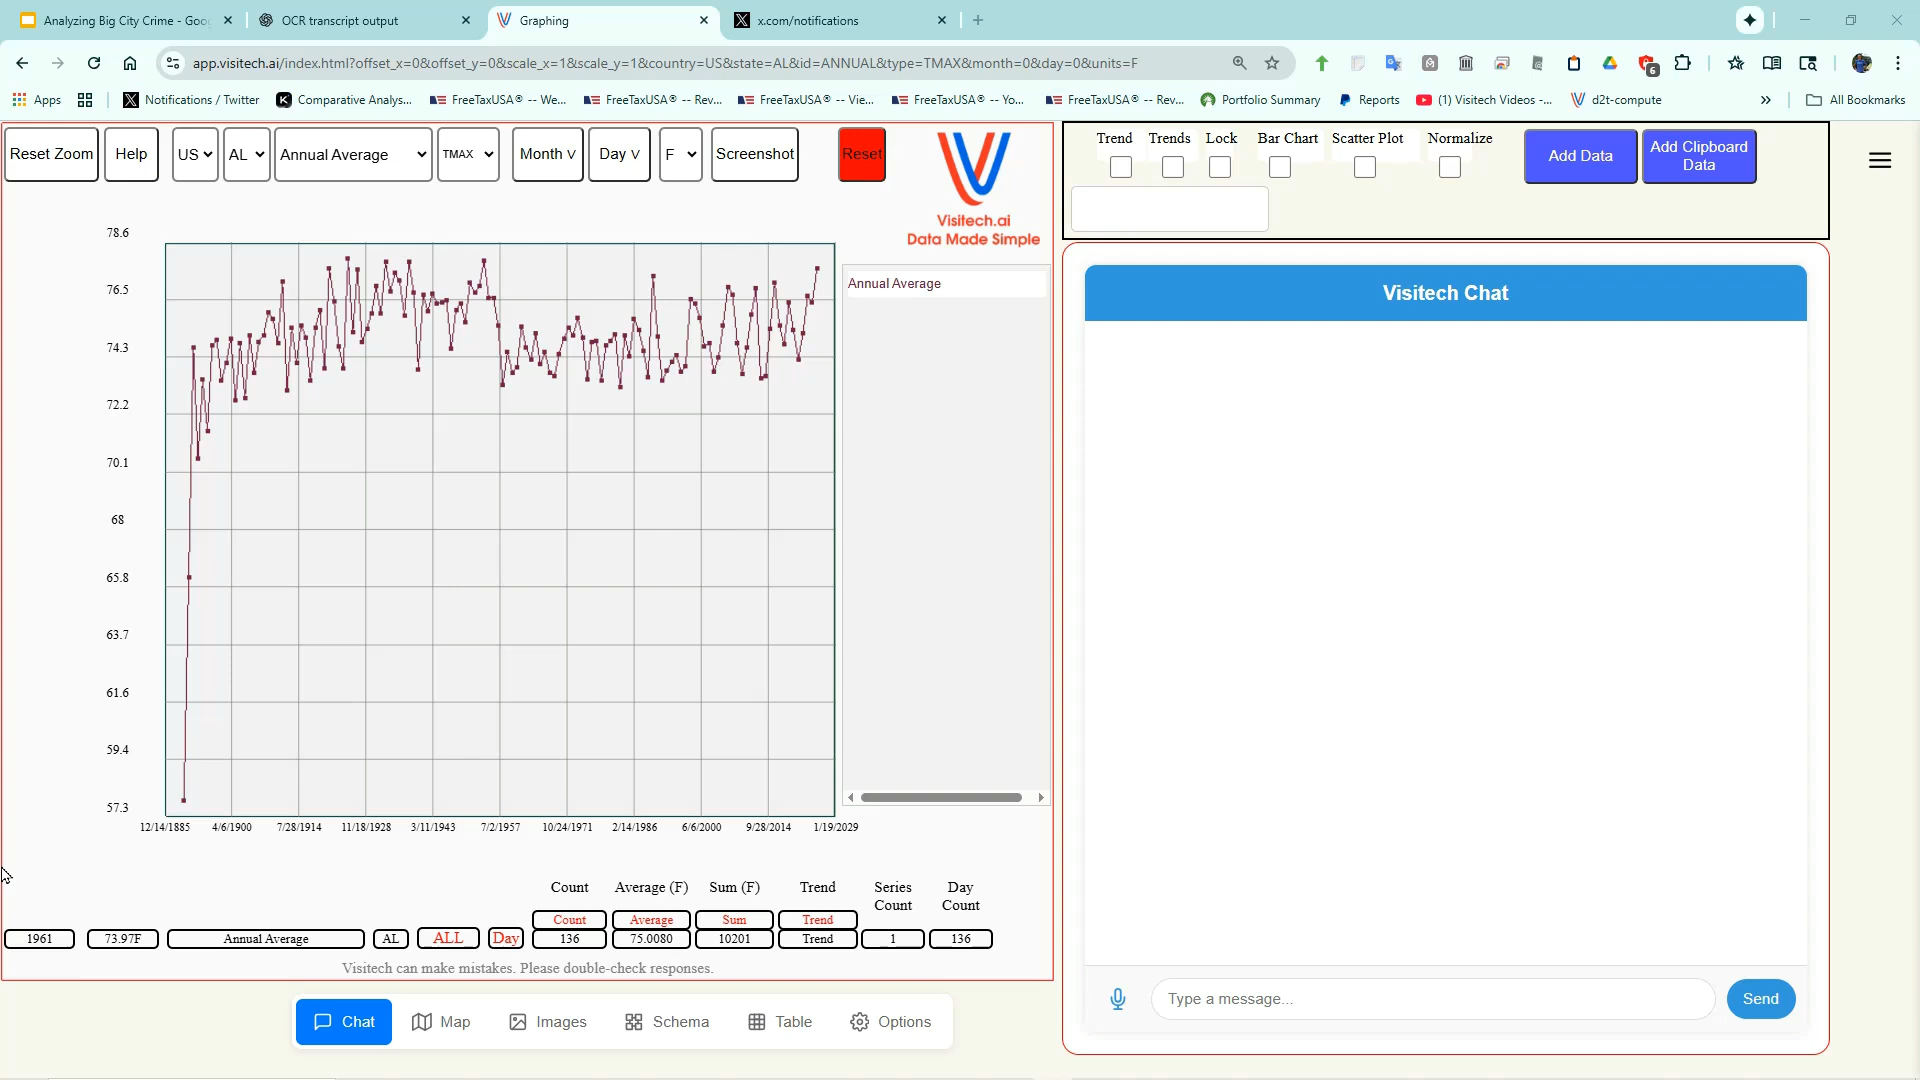 Analyzing Big City Crime - Goo
OCR transcript output
Graphing
x.com/notifications
app.visitech.ai/index.html?offset_x=0&offset_y=0&scale_x=1&scale_y=1&country=US&state=AL&id=ANNUAL&type=TMAX&month=0&day=0&units=F
6
Apps
Notifications / Twitter
Comparative Analys...
FreeTaxUSA® -- We...
FreeTaxUSA® -- Rev...
FreeTaxUSA® -- Vie...
FreeTaxUSA® -- Yo...
FreeTaxUSA® -- Rev...
Portfolio Summary
Reports
(1) Visitech Videos -...
d2t-compute
All Bookmarks
Reset Zoom
Help
US
AL
Annual Average
TMAX
Month V
Day V
F
Screenshot
Reset
Visitech.ai
Data Made Simple
Trend
Trends
Lock
Bar Chart
Scatter Plot
Normalize
Add Data
Add Clipboard
Data
78.6
76.5
74.3
72.2
70.1
68
65.8
63.7
61.6
59.4
57.3
12/14/1885
4/6/1900
7/28/1914
11/18/1928
3/11/1943
7/2/1957
10/24/1971
2/14/1986
6/6/2000
9/28/2014
1/19/2029
Annual Average
Visitech Chat
Count
Average (F)
Sum (F)
Trend
Series
Count
Day
Count
Count
Average
Sum
Trend
1961
73.97F
Annual Average
AL
ALL
Day
136
75.0080
10201
Trend
1
136
Visitech can make mistakes. Please double-check responses.
Type a message...
Send
Chat
Map
Images
Schema
Table
Options